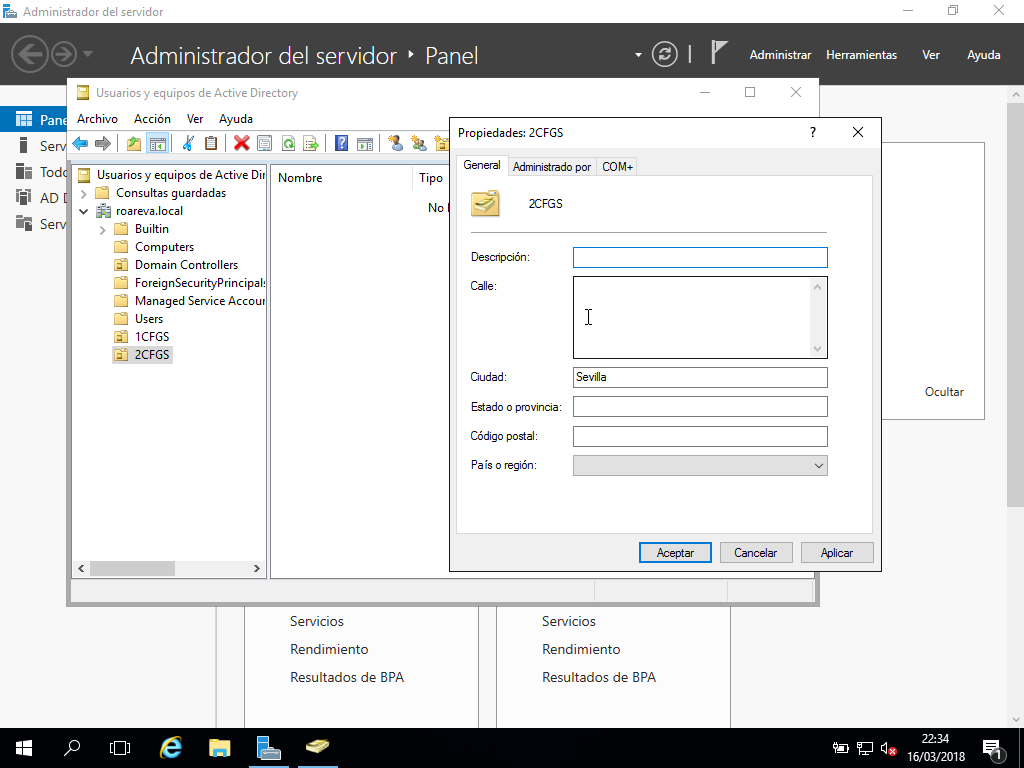 Administrador del servidor
Administrador del servidor
Panel
Administrar
Herramientas
Ver
Ayuda
Usuarios y equipos de Active Directory
Archivo
Acción
Ver
Ayuda
Pane
Serv
Todo
AD D
Serv
Usuarios y equipos de Active Dir
Consultas guardadas
roareva.local
Builtin
Computers
Domain Controllers
ForeignSecurityPrincipals
Managed Service Accour
Users
1CFGS
2CFGS
Nombre
Tipo
No
Propiedades: 2CFGS
?
General
Administrado por
COM+
2CFGS
Descripción:
Calle:
Ciudad:
Sevilla
Estado o provincia:
Código postal:
País o región:
Aceptar
Cancelar
Aplicar
Ocultar
Servicios
Rendimiento
Resultados de BPA
Servicios
Rendimiento
Resultados de BPA
22:34
16/03/2018
1